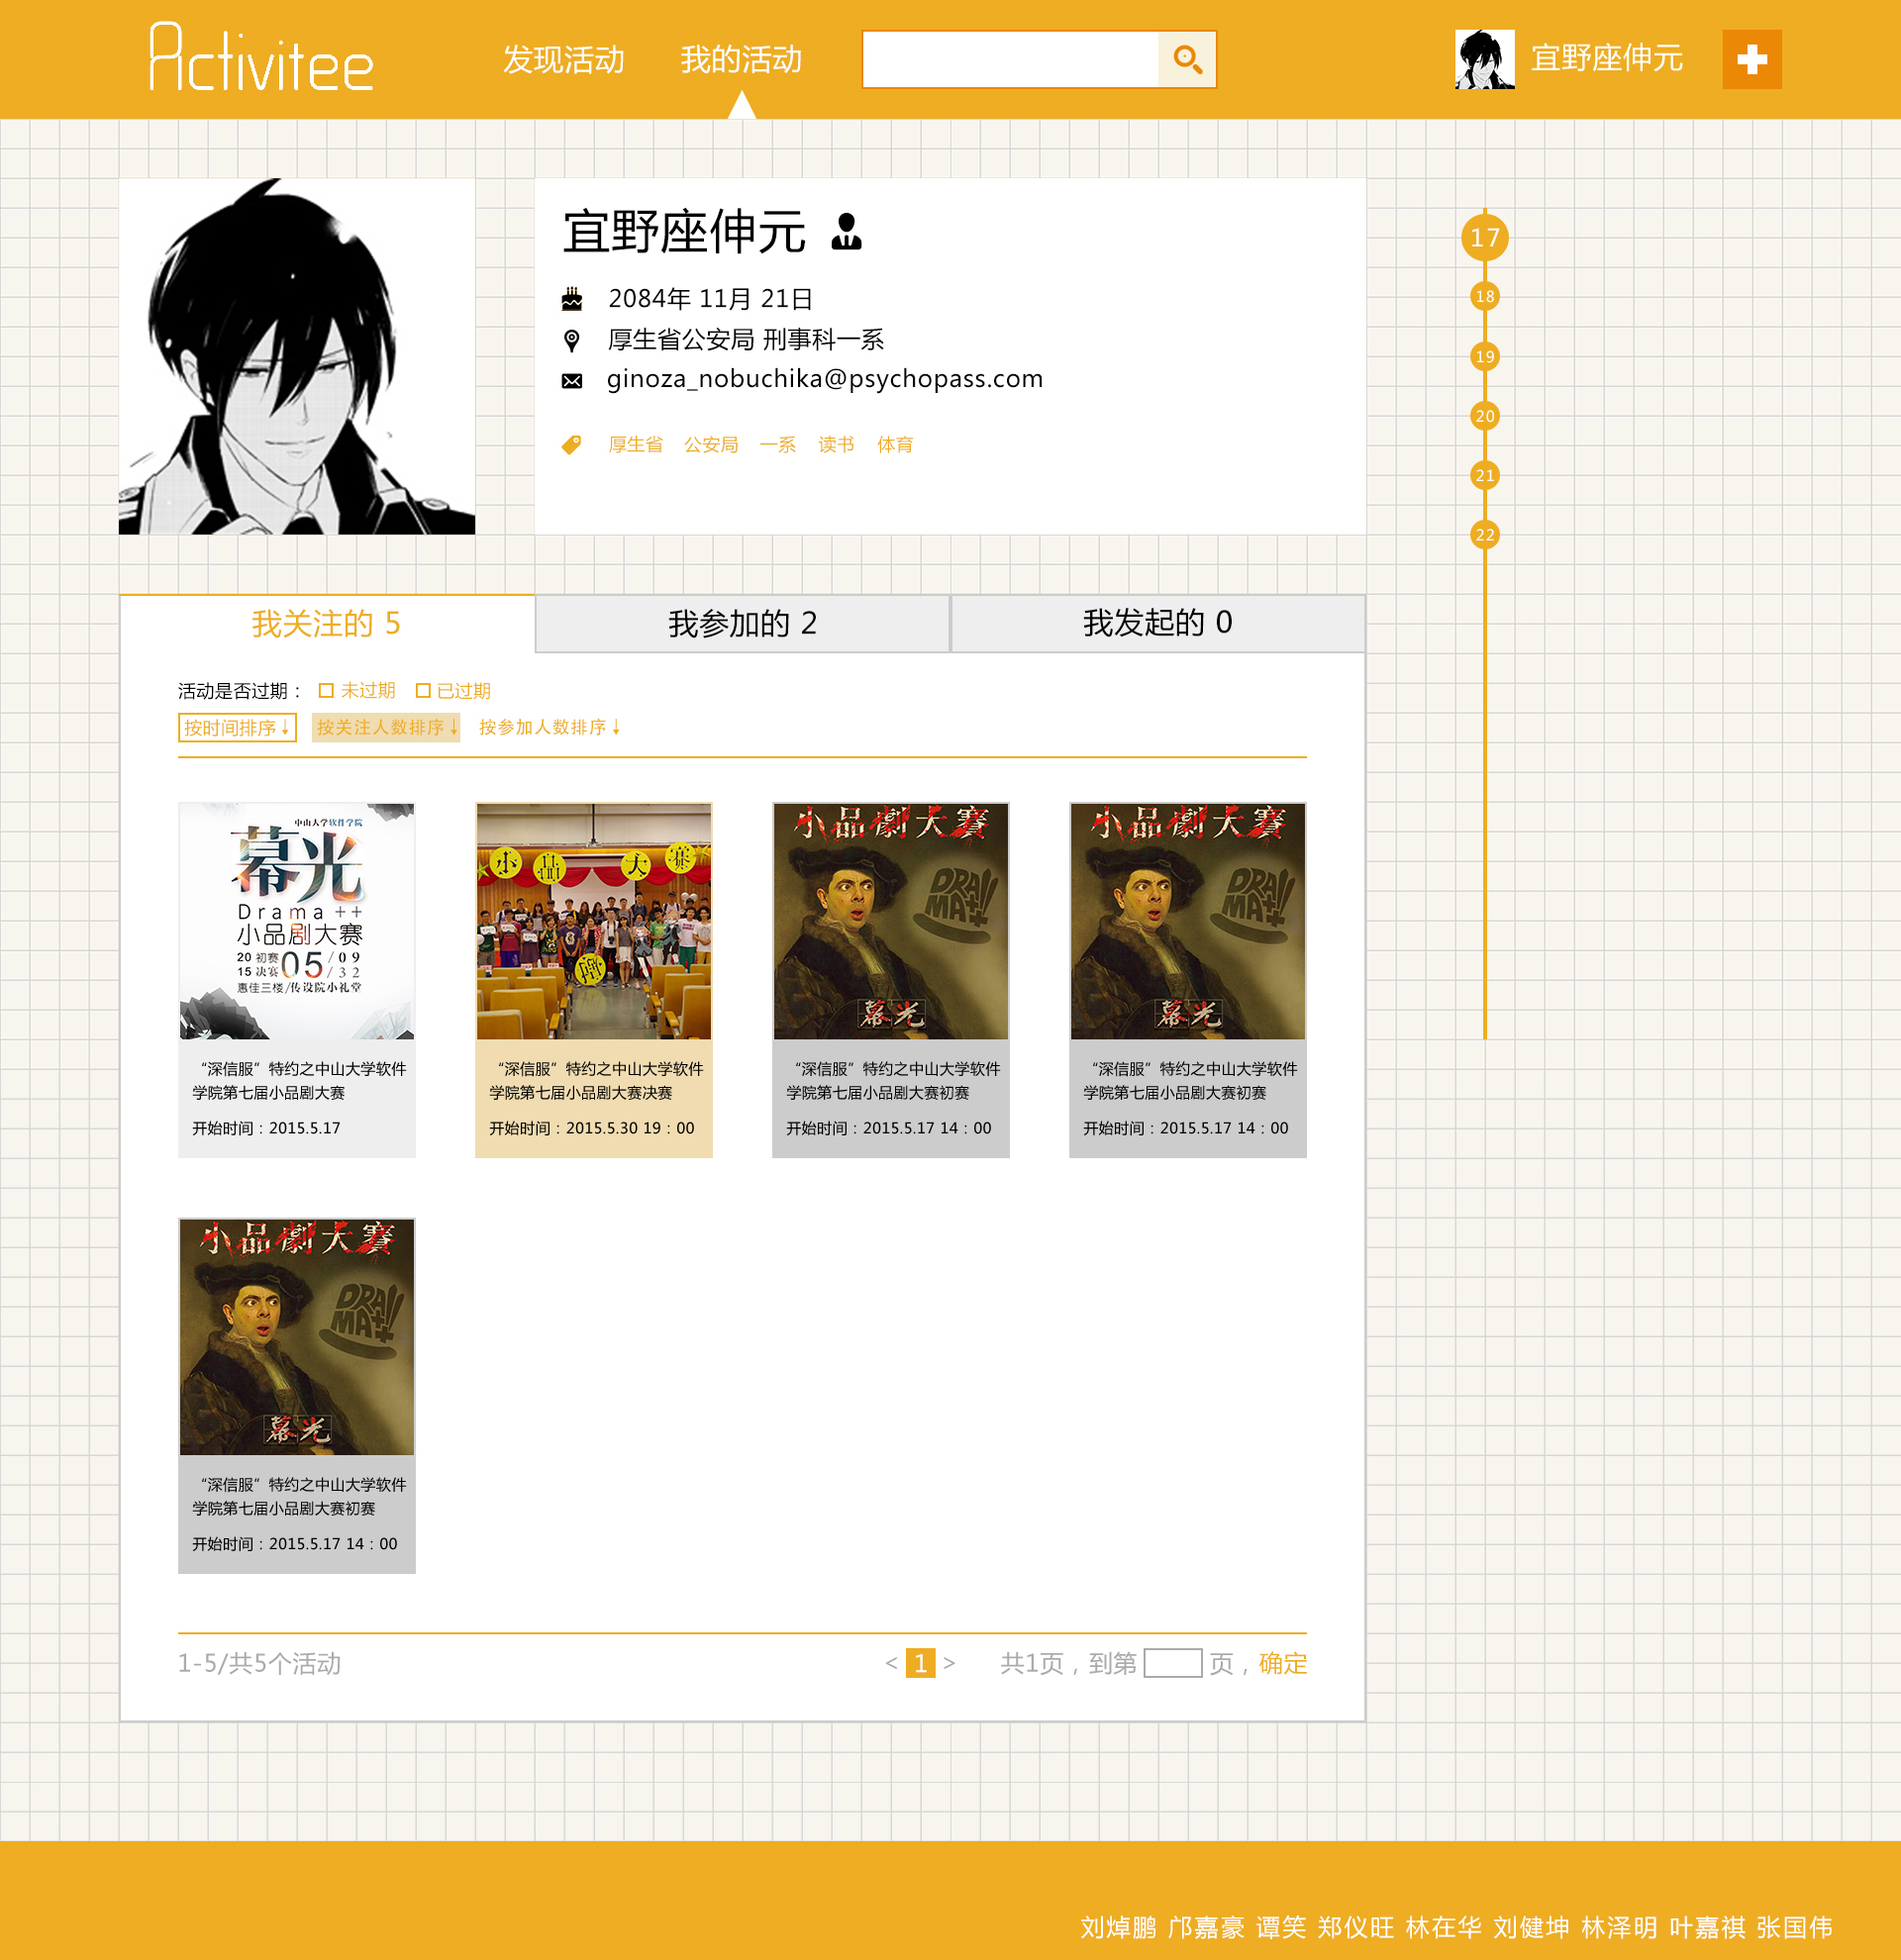 Activitee
发现活动
我的活动
宜野座伸元
宜野座伸元
2084年 11月 21日
厚生省公安局 刑事科一系
ginoza_nobuchika@psychopass.com
厚生省 公安局 一系 读书 体育
17
18
19
20
21
22
我关注的 5
我参加的 2
我发起的 0
活动是否过期： 未过期 已过期
按时间排序↓ 按关注人数排序↓ 按参加人数排序↓
中山大学软件学院
幕光
Drama ++
小品剧大赛
20 初赛 05/09
15 决赛 /32
惠佳三楼/传设院小礼堂
“深信服”特约之中山大学软件
学院第七届小品剧大赛
开始时间：2015.5.17
小品大赛
“深信服”特约之中山大学软件
学院第七届小品剧大赛决赛
开始时间：2015.5.30 19：00
小品劇大賽
DRAMA++
幕光
“深信服”特约之中山大学软件
学院第七届小品剧大赛初赛
开始时间：2015.5.17 14：00
小品劇大賽
DRAMA++
幕光
“深信服”特约之中山大学软件
学院第七届小品剧大赛初赛
开始时间：2015.5.17 14：00
小品劇大賽
DRAMA++
幕光
“深信服”特约之中山大学软件
学院第七届小品剧大赛初赛
开始时间：2015.5.17 14：00
1-5/共5个活动
< 1 > 共1页，到第 页，确定
刘焯鹏 邝嘉豪 谭笑 郑仪旺 林在华 刘健坤 林泽明 叶嘉祺 张国伟